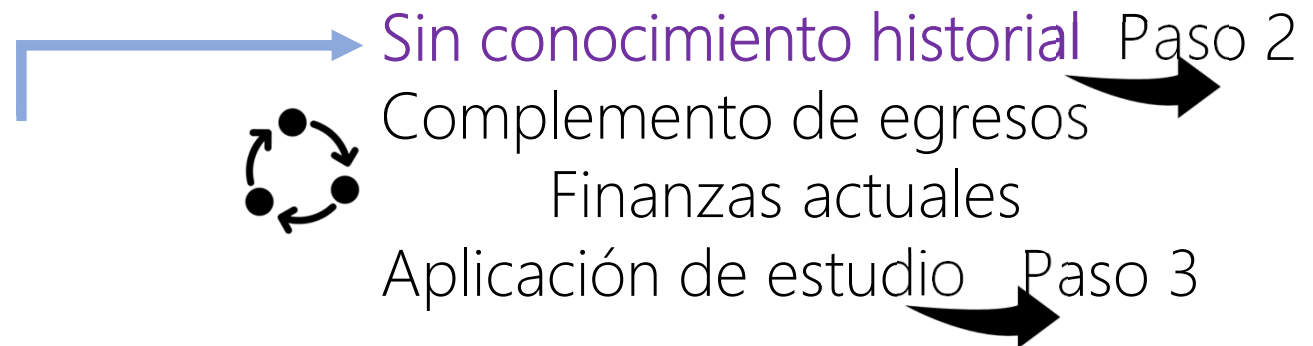 Sin conocimiento historial Paso 2
Complemento de egresos
Finanzas actuales
Aplicación de estudio Paso 3